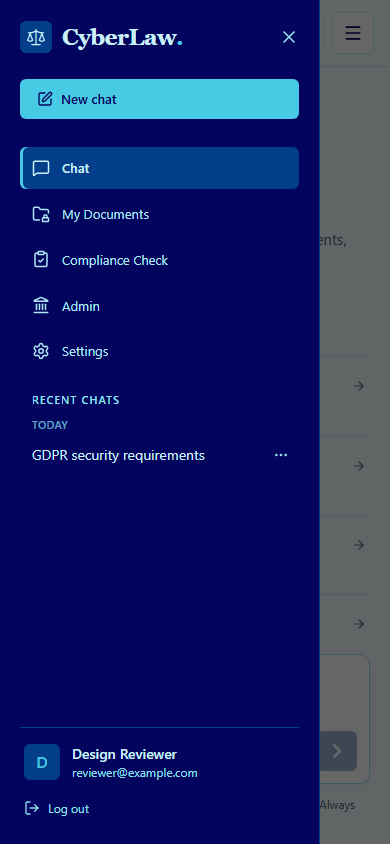 CyberLaw.
New chat
Chat
My Documents
Compliance Check
Admin
Settings
RECENT CHATS
TODAY
GDPR security requirements
D
Design Reviewer
reviewer@example.com
Log out
ents,
Always